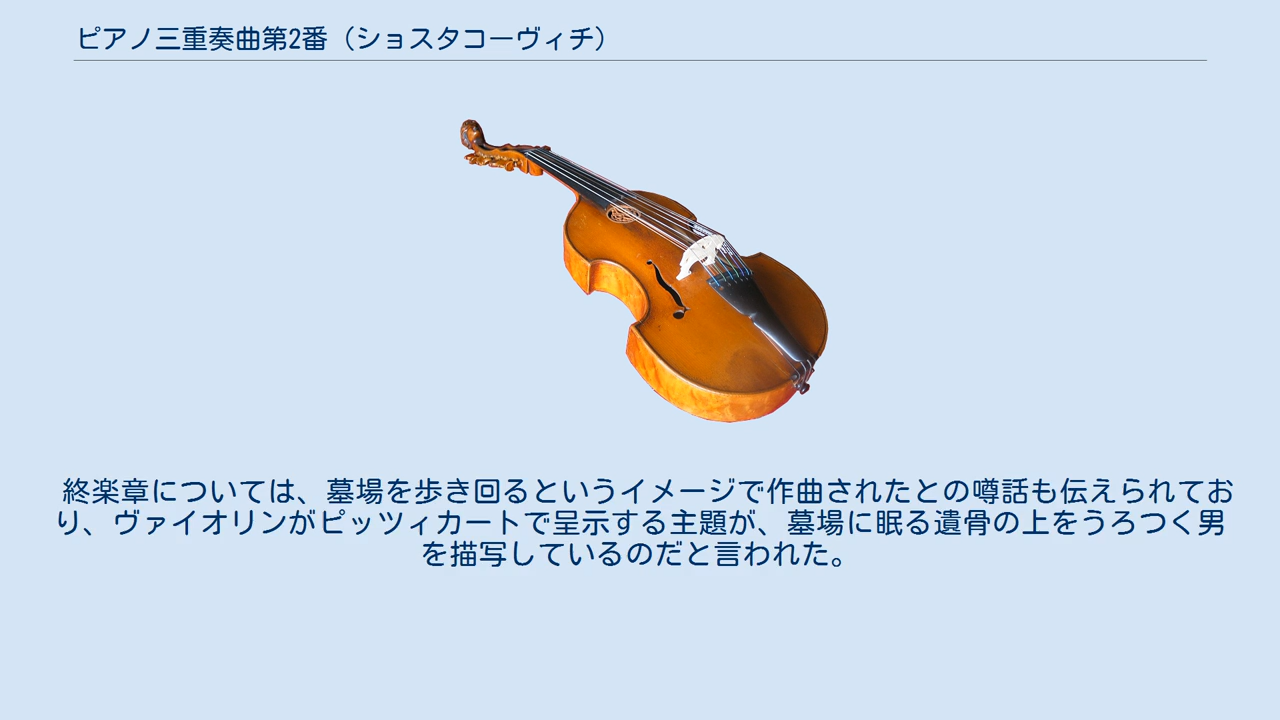 ピアノ三重奏曲第2番（ショスタコーヴィチ）
終楽章については、墓場を歩き回るというイメージで作曲されたとの噂話も伝えられてお
り、ヴァイオリンがピッツィカートで呈示する主題が、墓場に眠る遺骨の上をうろつく男
を描写しているのだと言われた。